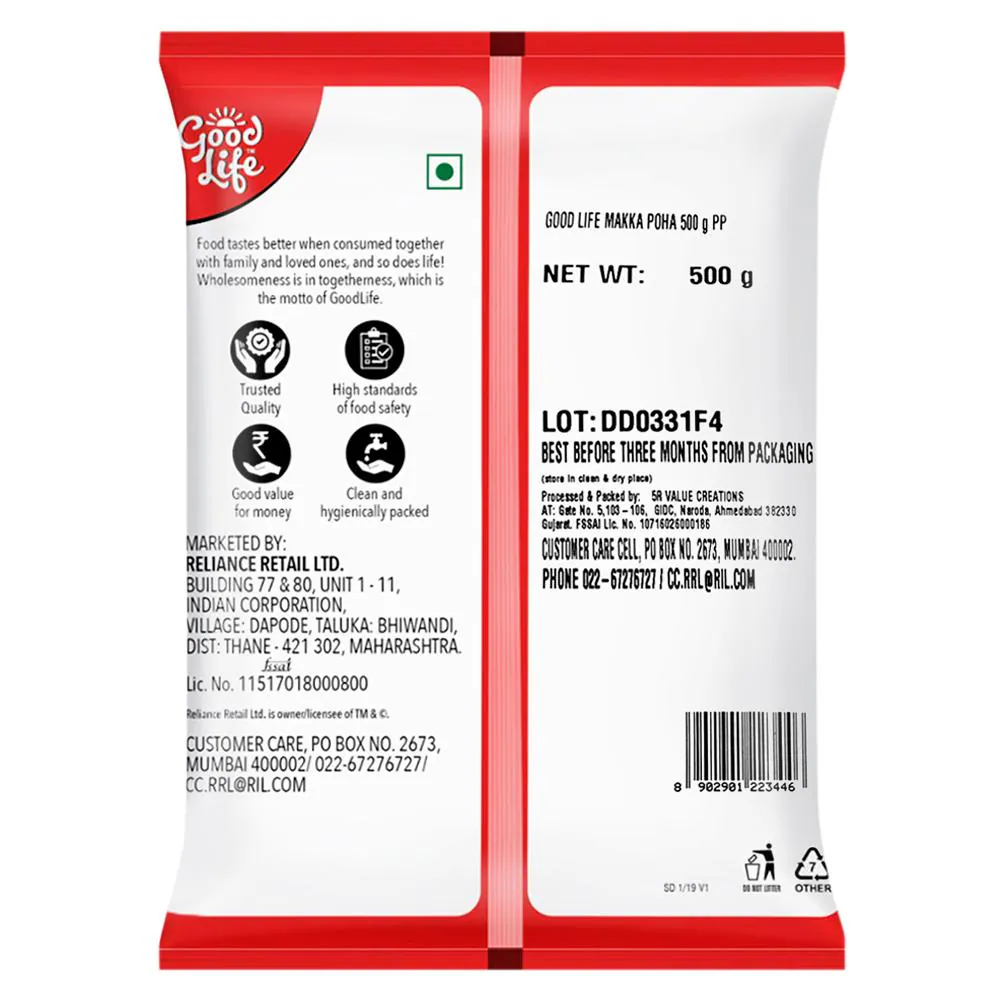 Good
Life™
Food tastes better when consumed together
with family and loved ones, and so does life!
Wholesomeness is in togetherness, which is
the motto of GoodLife.
Trusted
Quality
High standards
of food safety
Good value
for money
Clean and
hygienically packed
MARKETED BY:
RELIANCE RETAIL LTD.
BUILDING 77 & 80, UNIT 1 - 11,
INDIAN CORPORATION,
VILLAGE: DAPODE, TALUKA: BHIWANDI,
DIST: THANE - 421 302, MAHARASHTRA.
fssai
Lic. No. 11517018000800
Reliance Retail Ltd. is owner/licensee of TM & ©.
CUSTOMER CARE, PO BOX NO. 2673,
MUMBAI 400002/ 022-67276727/
CC.RRL@RIL.COM
GOOD LIFE MAKKA POHA 500 g PP
NET WT: 500 g
LOT: DD0331F4
BEST BEFORE THREE MONTHS FROM PACKAGING
(store in clean & dry place)
Processed & Packed by: 5R VALUE CREATIONS
AT: Gate No. 5,103-106, GIDC, Naroda, Ahmedabad 382330
Gujarat. FSSAI Lic. No. 10716026000186
CUSTOMER CARE CELL, PO BOX NO. 2673, MUMBAI 400002.
PHONE 022-67276727 / CC.RRL@RIL.COM
8 902901 223446
SD 1/19 V1
DO NOT LITTER
7
OTHER